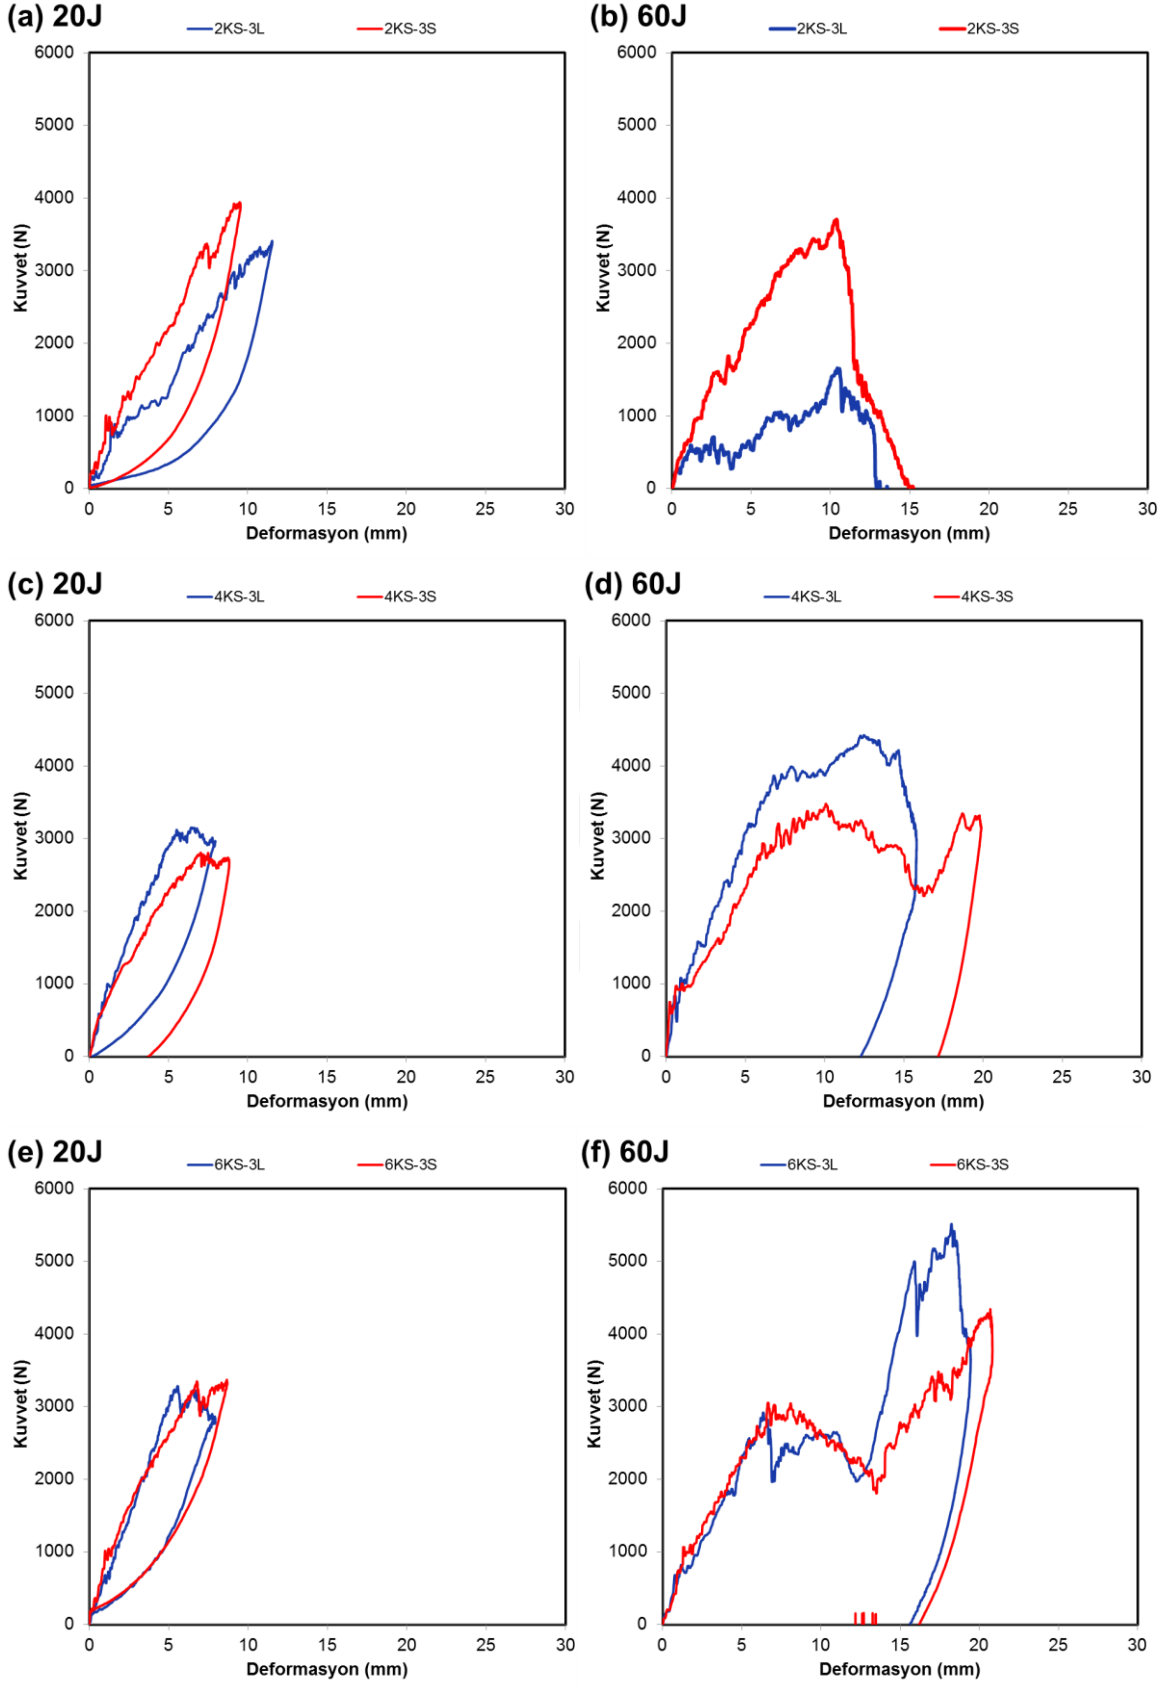 (a) 20J
2KS-3L 2KS-3S
6000
5000
4000
3000
2000
1000
0
Kuvvet (N)
0 5 10 15 20 25 30
Deformasyon (mm)
(b) 60J
2KS-3L 2KS-3S
6000
5000
4000
3000
2000
1000
0
Kuvvet (N)
0 5 10 15 20 25 30
Deformasyon (mm)
(c) 20J
4KS-3L 4KS-3S
6000
5000
4000
3000
2000
1000
0
Kuvvet (N)
0 5 10 15 20 25 30
Deformasyon (mm)
(d) 60J
4KS-3L 4KS-3S
6000
5000
4000
3000
2000
1000
0
Kuvvet (N)
0 5 10 15 20 25 30
Deformasyon (mm)
(e) 20J
6KS-3L 6KS-3S
6000
5000
4000
3000
2000
1000
0
Kuvvet (N)
0 5 10 15 20 25 30
Deformasyon (mm)
(f) 60J
6KS-3L 6KS-3S
6000
5000
4000
3000
2000
1000
0
Kuvvet (N)
0 5 10 15 20 25 30
Deformasyon (mm)